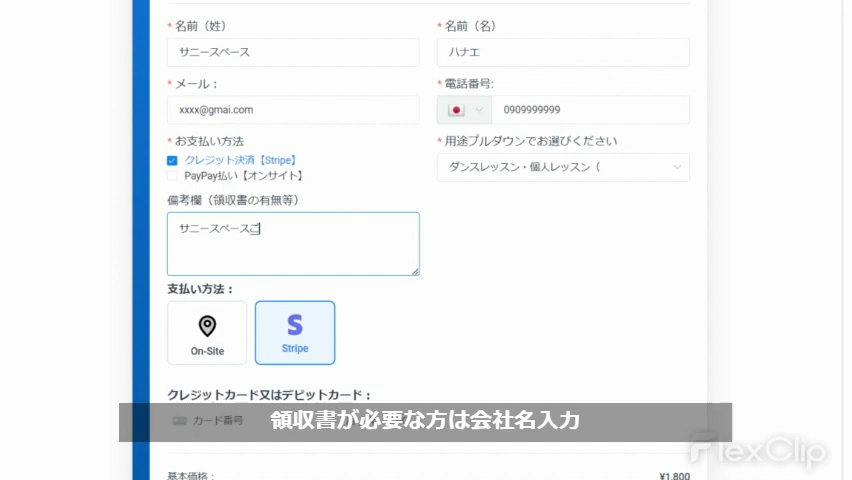 * 名前（姓）
* 名前（名）
サニースペース
ハナエ
* メール：
* 電話番号:
xxxx@gmai.com
0909999999
* お支払い方法
* 用途プルダウンでお選びください
クレジット決済【Stripe】
ダンスレッスン・個人レッスン（
PayPay払い【オンサイト】
備考欄（領収書の有無等）
サニースペースご
支払い方法：
S
On-Site
Stripe
クレジットカード又はデビットカード：
カード番号
領収書が必要な方は会社名入力
FlexClip
基本価格：
¥1,800